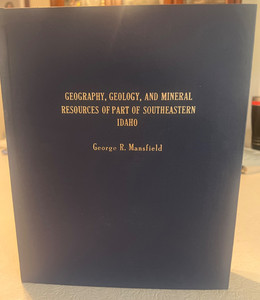 GEOGRAPHY, GEOLOGY, AND MINERAL
RESOURCES OF PART OF SOUTHEASTERN
IDAHO
George R. Mansfield